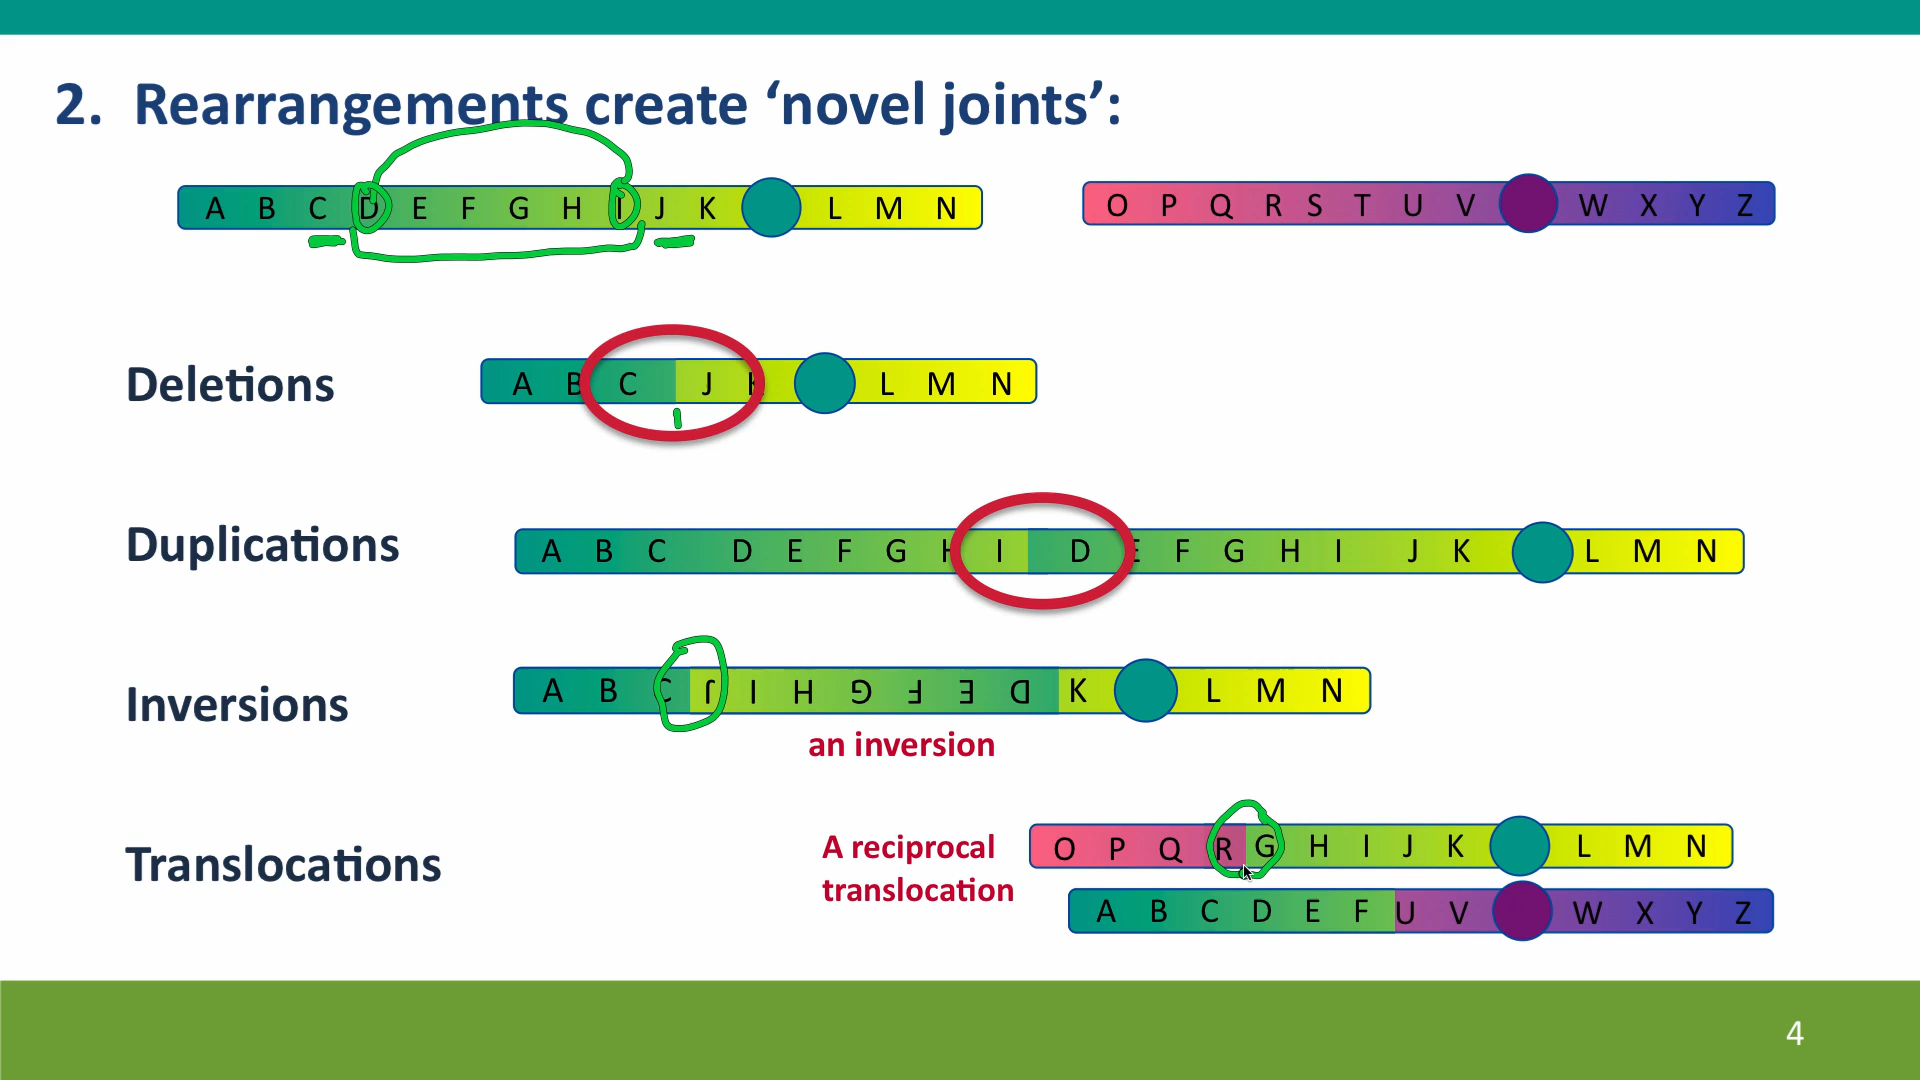 2. Rearrangements create ‘novel joints’:
A B C D E F G H I J K L M N
O P Q R S T U V W X Y Z
Deletions
A B C J K L M N
Duplications
A B C D E F G H I D E F G H I J K L M N
Inversions
A B C J I H G F E D K L M N
an inversion
Translocations
A reciprocal
translocation
O P Q R G H I J K L M N
A B C D E F U V W X Y Z
4